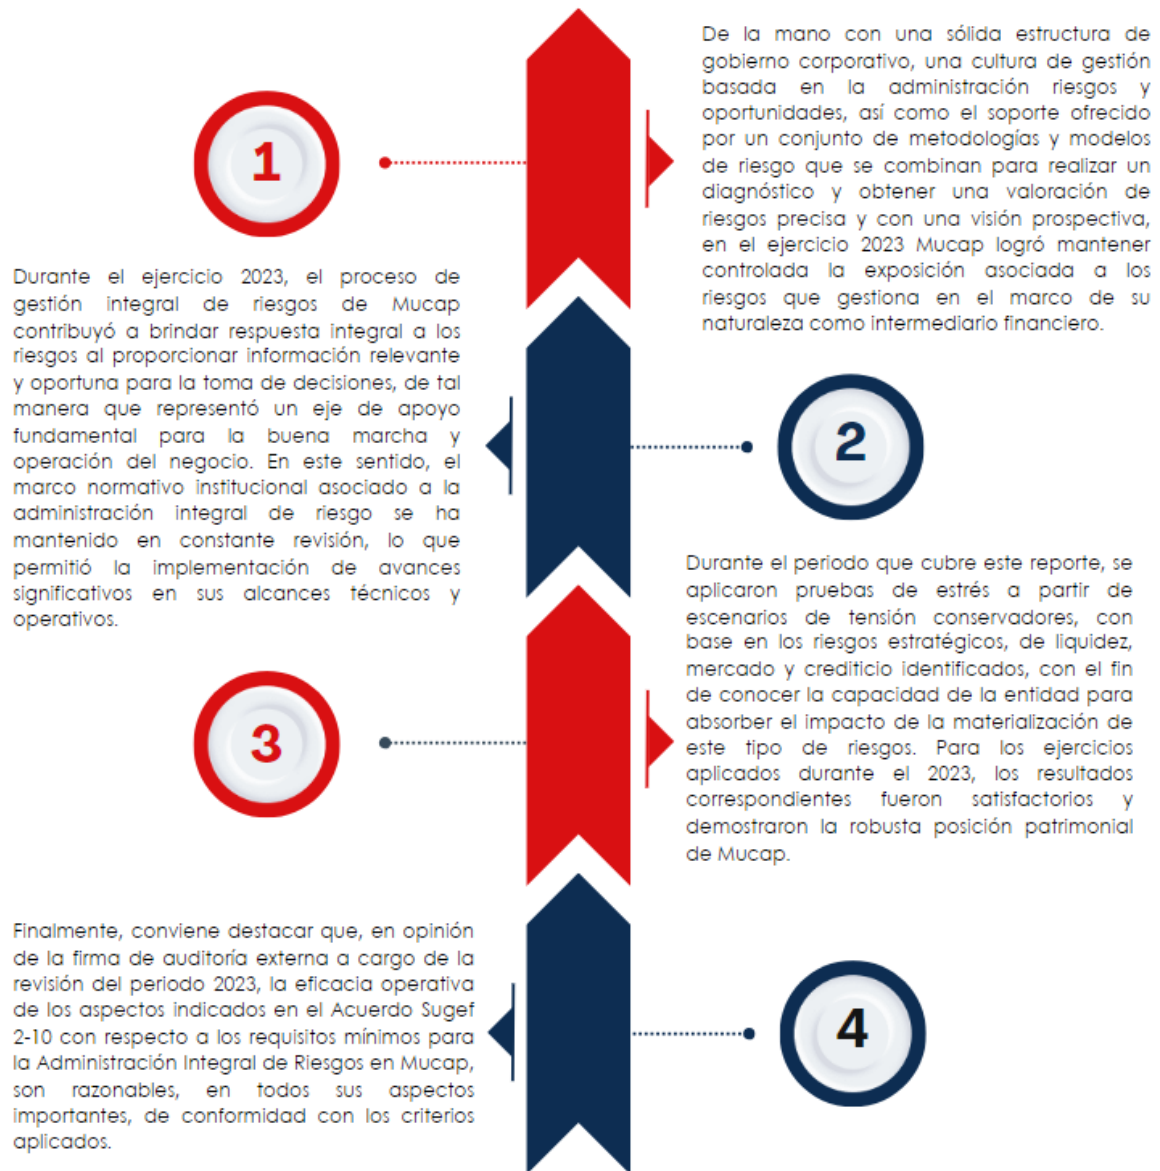 1
De la mano con una sólida estructura de
gobierno corporativo, una cultura de gestión
basada en la administración riesgos y
oportunidades, así como el soporte ofrecido
por un conjunto de metodologías y modelos
de riesgo que se combinan para realizar un
diagnóstico y obtener una valoración de
riesgos precisa y con una visión prospectiva,
en el ejercicio 2023 Mucap logró mantener
controlada la exposición asociada a los
riesgos que gestiona en el marco de su
naturaleza como intermediario financiero.
2
Durante el ejercicio 2023, el proceso de
gestión integral de riesgos de Mucap
contribuyó a brindar respuesta integral a los
riesgos al proporcionar información relevante
y oportuna para la toma de decisiones, de tal
manera que representó un eje de apoyo
fundamental para la buena marcha y
operación del negocio. En este sentido, el
marco normativo institucional asociado a la
administración integral de riesgo se ha
mantenido en constante revisión, lo que
permitió la implementación de avances
significativos en sus alcances técnicos y
operativos.
3
Durante el periodo que cubre este reporte, se
aplicaron pruebas de estrés a partir de
escenarios de tensión conservadores, con
base en los riesgos estratégicos, de liquidez,
mercado y crediticio identificados, con el fin
de conocer la capacidad de la entidad para
absorber el impacto de la materialización de
este tipo de riesgos. Para los ejercicios
aplicados durante el 2023, los resultados
correspondientes fueron satisfactorios y
demostraron la robusta posición patrimonial
de Mucap.
4
Finalmente, conviene destacar que, en opinión
de la firma de auditoría externa a cargo de la
revisión del periodo 2023, la eficacia operativa
de los aspectos indicados en el Acuerdo Sugef
2-10 con respecto a los requisitos mínimos para
la Administración Integral de Riesgos en Mucap,
son razonables, en todos sus aspectos
importantes, de conformidad con los criterios
aplicados.